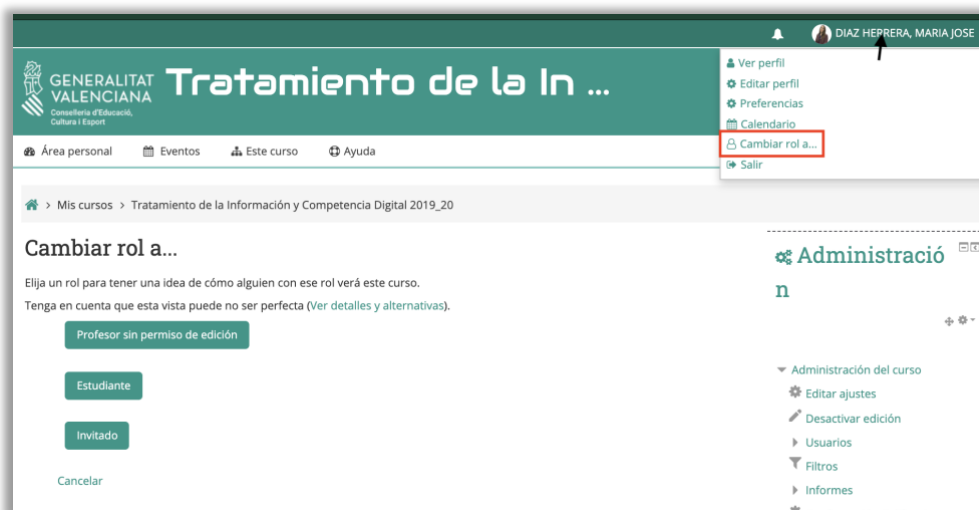 DIAZ HERRERA, MARIA JOSE
GENERALITAT
VALENCIANA
Conselleria d'Educació,
Cultura i Esport
Tratamiento de la In ...
Ver perfil
Editar perfil
Preferencias
Calendario
Cambiar rol a...
Salir
Área personal
Eventos
Este curso
Ayuda
> Mis cursos > Tratamiento de la Información y Competencia Digital 2019_20
Cambiar rol a...
Elija un rol para tener una idea de cómo alguien con ese rol verá este curso.
Tenga en cuenta que esta vista puede no ser perfecta (Ver detalles y alternativas).
Profesor sin permiso de edición
Estudiante
Invitado
Cancelar
Administració
n
Administración del curso
Editar ajustes
Desactivar edición
Usuarios
Filtros
Informes